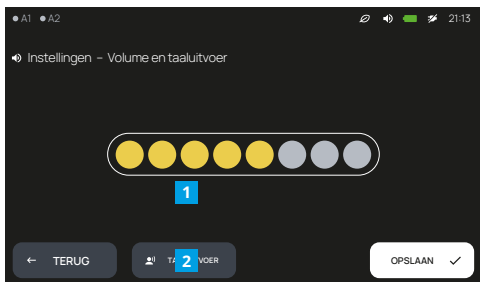 A1 A2 21:13
Instellingen – Volume en taaluitvoer
1
TERUG 2 OPSLAAN